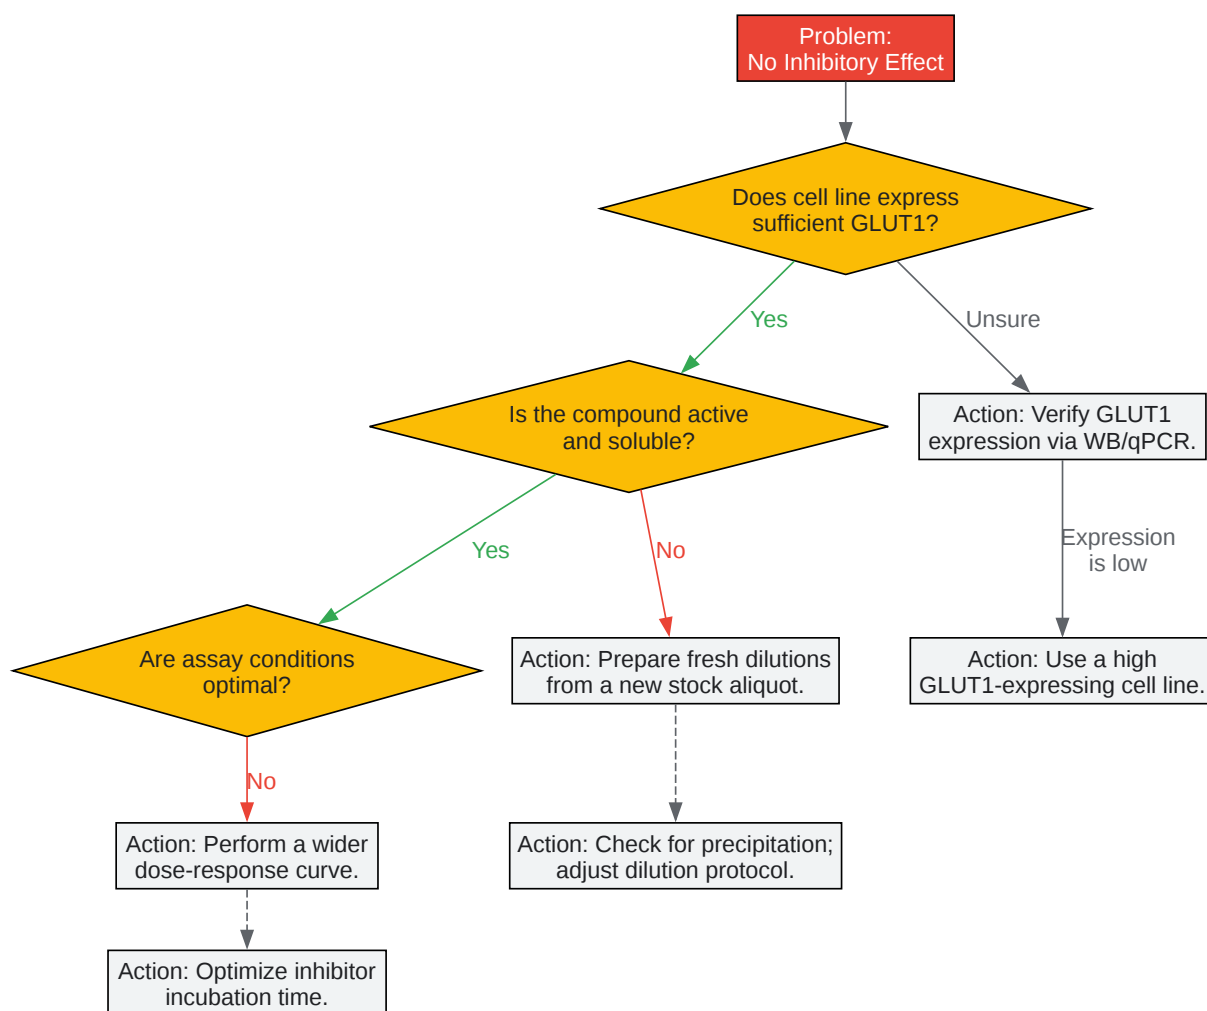 Problem:
No Inhibitory Effect
Does cell line express
sufficient GLUT1?
Yes
Unsure
Is the compound active
and soluble?
Action: Verify GLUT1
expression via WB/qPCR.
Yes
No
Expression
is low
Are assay conditions
optimal?
Action: Prepare fresh dilutions
from a new stock aliquot.
Action: Use a high
GLUT1-expressing cell line.
No
Action: Perform a wider
dose-response curve.
Action: Check for precipitation;
adjust dilution protocol.
Action: Optimize inhibitor
incubation time.